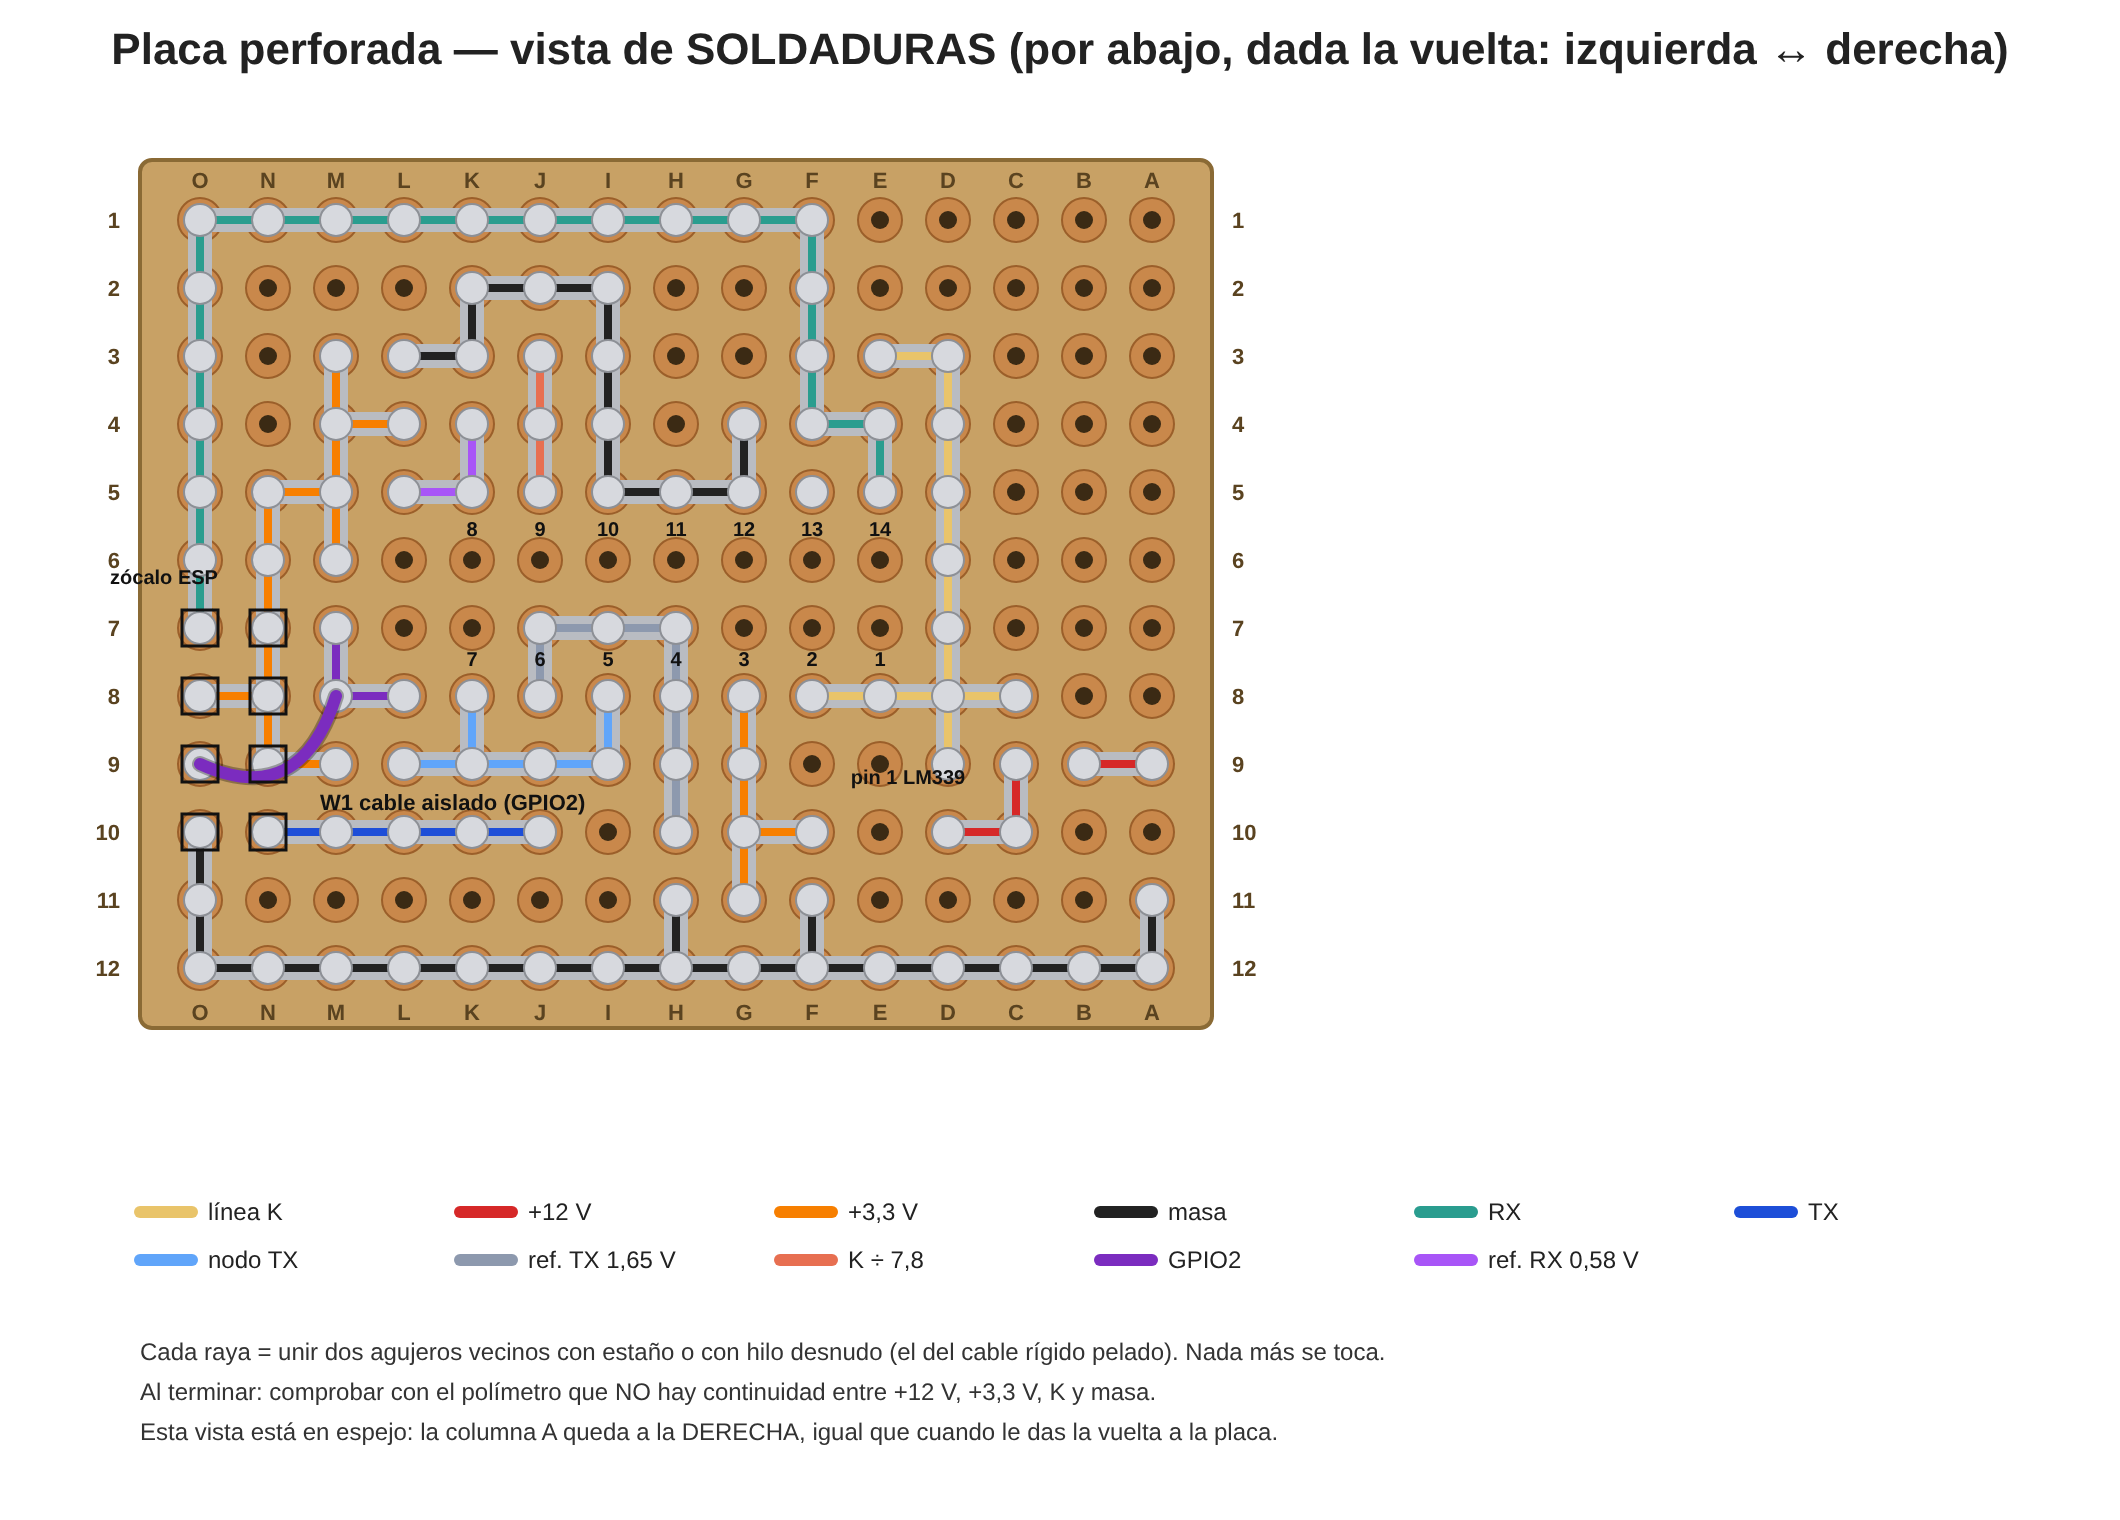 Placa perforada — vista de SOLDADURAS (por abajo, dada la vuelta: izquierda ↔ derecha)
O N M L K J I H G F E D C B A
1 1
2 2
3 3
4 4
5 5
8 9 10 11 12 13 14
6 6
zócalo ESP
7 7
7 6 5 4 3 2 1
8 8
9 9
pin 1 LM339
W1 cable aislado (GPIO2)
10 10
11 11
12 12
O N M L K J I H G F E D C B A
línea K +12 V +3,3 V masa RX TX
nodo TX ref. TX 1,65 V K ÷ 7,8 GPIO2 ref. RX 0,58 V
Cada raya = unir dos agujeros vecinos con estaño o con hilo desnudo (el del cable rígido pelado). Nada más se toca.
Al terminar: comprobar con el polímetro que NO hay continuidad entre +12 V, +3,3 V, K y masa.
Esta vista está en espejo: la columna A queda a la DERECHA, igual que cuando le das la vuelta a la placa.